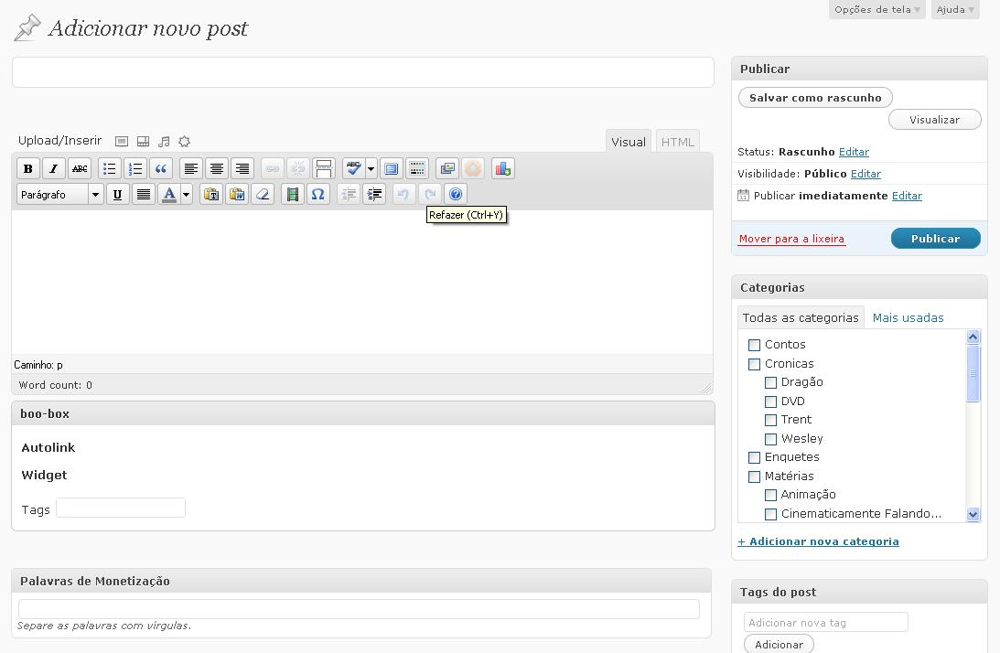 Opções de tela
Ajuda
Adicionar novo post
Upload/Inserir
Visual
HTML
B I ABC
ABC
Parágrafo
U
A
T
W
Ω
Refazer (Ctrl+Y)
Caminho: p
Word count: 0
boo-box
Autolink
Widget
Tags
Palavras de Monetização
Separe as palavras com vírgulas.
Publicar
Salvar como rascunho
Visualizar
Status: Rascunho Editar
Visibilidade: Público Editar
Publicar imediatamente Editar
Mover para a lixeira
Publicar
Categorias
Todas as categorias
Mais usadas
Contos
Cronicas
Dragão
DVD
Trent
Wesley
Enquetes
Matérias
Animação
Cinematicamente Falando...
+ Adicionar nova categoria
Tags do post
Adicionar nova tag
Adicionar